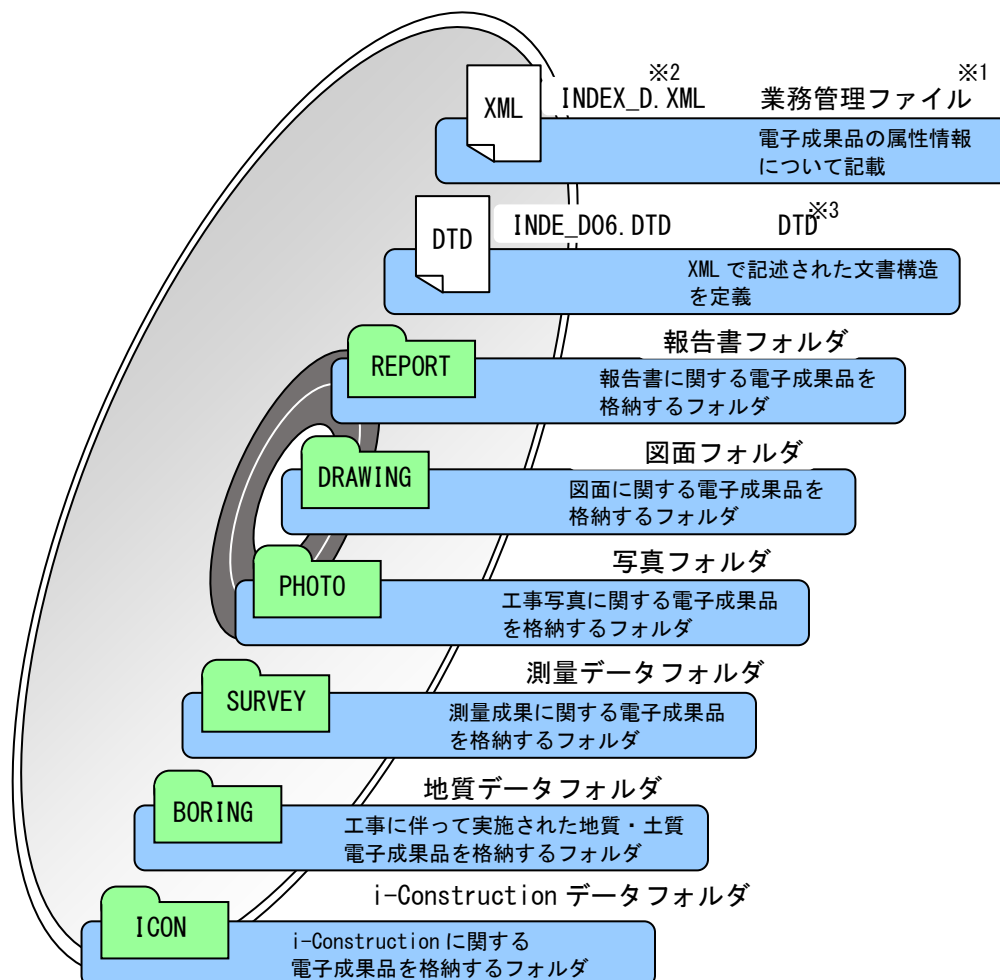 ※2 ※1
XML INDEX_D.XML 業務管理ファイル
電子成果品の属性情報
について記載
DTD INDE_D06.DTD DTD※3
XMLで記述された文書構造
を定義
報告書フォルダ
REPORT
報告書に関する電子成果品を
格納するフォルダ
図面フォルダ
DRAWING
図面に関する電子成果品を
格納するフォルダ
写真フォルダ
PHOTO
工事写真に関する電子成果品
を格納するフォルダ
測量データフォルダ
SURVEY
測量成果に関する電子成果品
を格納するフォルダ
地質データフォルダ
BORING
工事に伴って実施された地質・土質
電子成果品を格納するフォルダ
i-Constructionデータフォルダ
ICON
i-Constructionに関する
電子成果品を格納するフォルダ